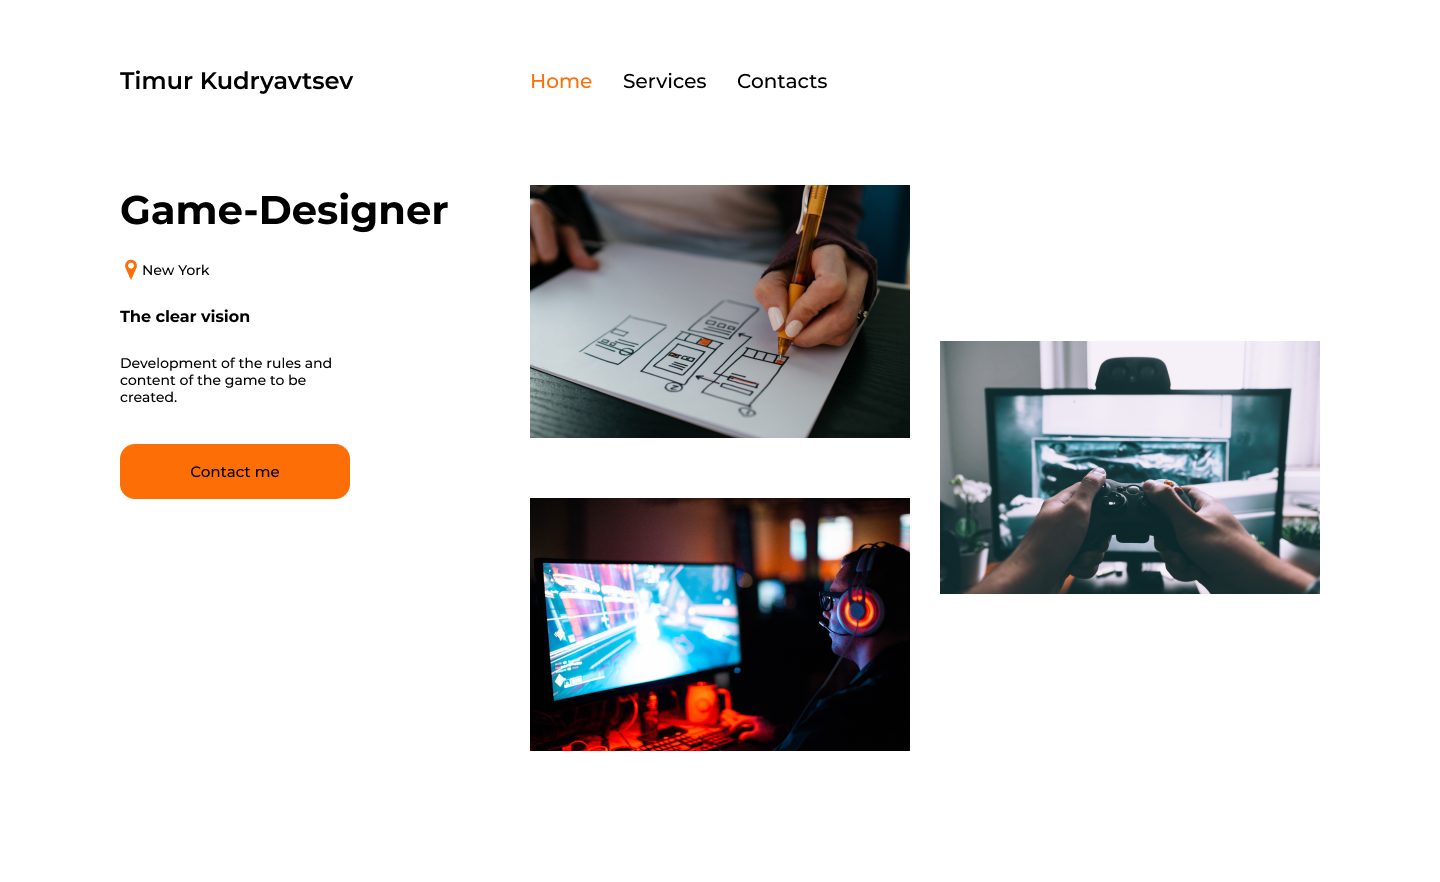 Timur Kudryavtsev
Home Services Contacts
Game-Designer
New York
The clear vision
Development of the rules and
content of the game to be
created.
Contact me